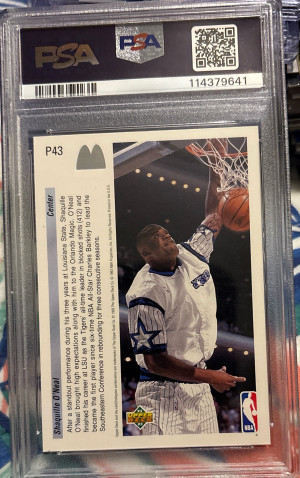 PSA
PSA
114379641
P43
Center
Shaquille O'Neal
After a standout performance during his three years at Louisiana State, Shaquille
O'Neal brought high expectations along with him to the Orlando Magic. O'Neal
finished his career at LSU as the Tigers' all-time leader in blocked shots (412) and
became the first player since six-time NBA All-Star Charles Barkley to lead the
Southeastern Conference in rebounding for three consecutive seasons.
UPPER DECK
NBA